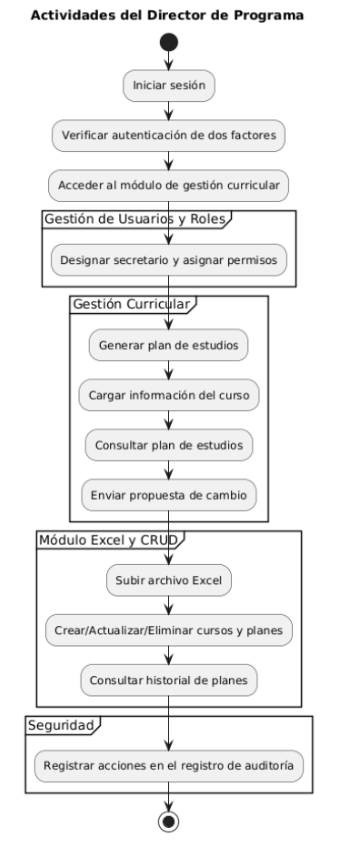 Actividades del Director de Programa
Iniciar sesión
Verificar autenticación de dos factores
Acceder al módulo de gestión curricular
Gestión de Usuarios y Roles
Designar secretario y asignar permisos
Gestión Curricular
Generar plan de estudios
Cargar información del curso
Consultar plan de estudios
Enviar propuesta de cambio
Módulo Excel y CRUD
Subir archivo Excel
Crear/Actualizar/Eliminar cursos y planes
Consultar historial de planes
Seguridad
Registrar acciones en el registro de auditoría